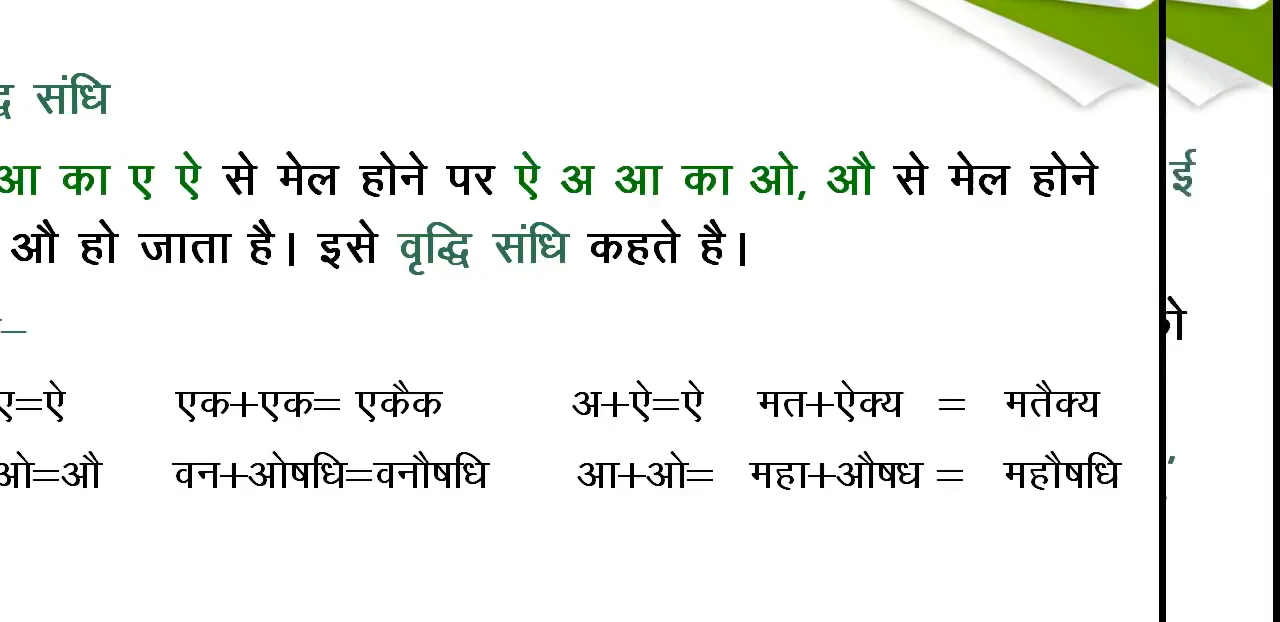 संधि
आ का ए ऐ से मेल होने पर ऐ अ आ का ओ, औ से मेल होने
औ हो जाता है। इसे वृद्धि संधि कहते है।
ए=ऐ एक+एक= एकैक अ+ऐ=ऐ मत+ऐक्य = मतैक्य
ओ=औ वन+ओषधि=वनौषधि आ+ओ= महा+औषध = महौषधि
ई